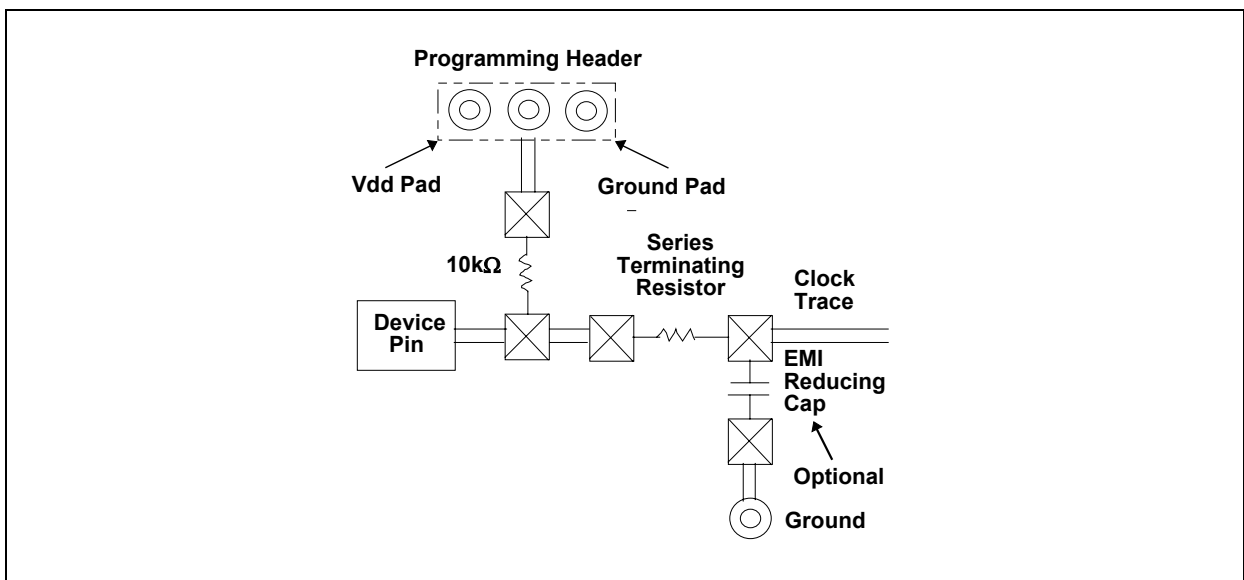 Programming Header
Vdd Pad
Ground Pad
10kΩ
Series
Terminating
Resistor
Clock
Trace
Device
Pin
EMI
Reducing
Cap
Optional
Ground